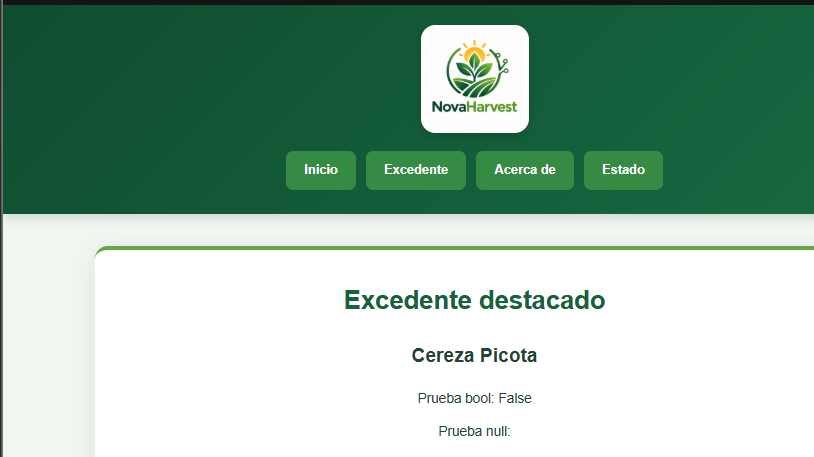 NovaHarvest
Inicio Excedente Acerca de Estado
Excedente destacado
Cereza Picota
Prueba bool: False
Prueba null: